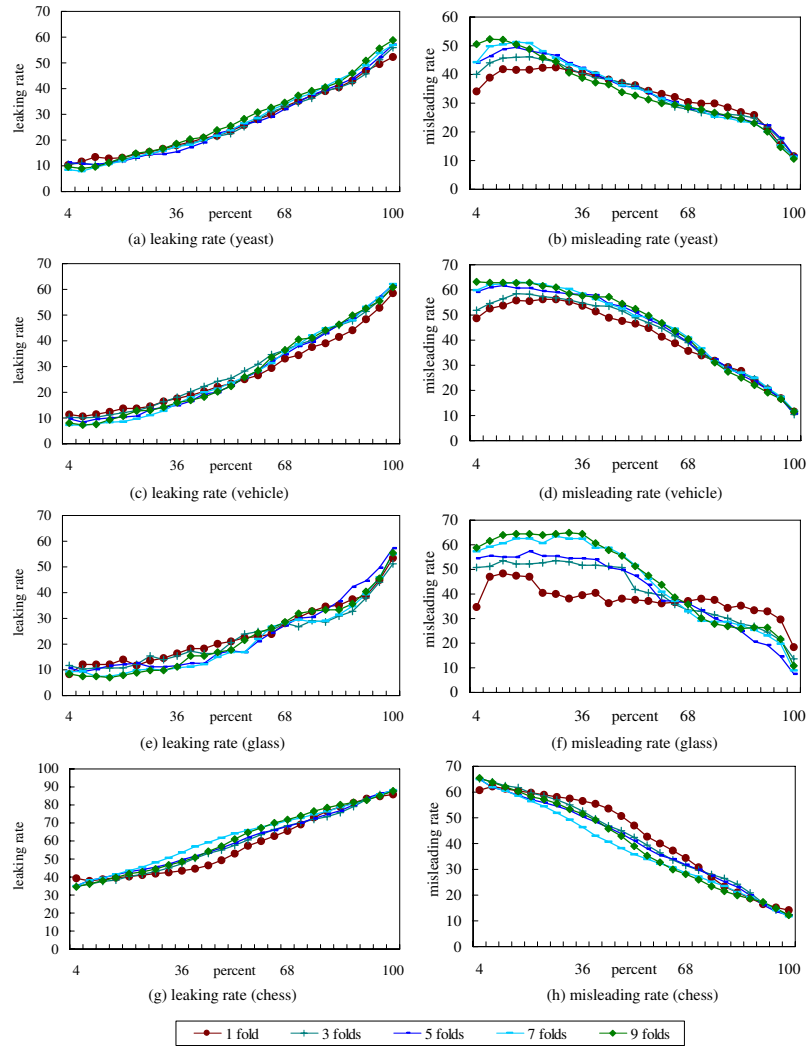 leaking rate
70
60
50
40
30
20
10
0
4 36 percent 68 100
(a) leaking rate (yeast)
misleading rate
60
50
40
30
20
10
0
4 36 percent 68 100
(b) misleading rate (yeast)
leaking rate
70
60
50
40
30
20
10
0
4 36 percent 68 100
(c) leaking rate (vehicle)
misleading rate
70
60
50
40
30
20
10
0
4 36 percent 68 100
(d) misleading rate (vehicle)
leaking rate
70
60
50
40
30
20
10
0
4 36 percent 68 100
(e) leaking rate (glass)
misleading rate
70
60
50
40
30
20
10
0
4 36 percent 68 100
(f) misleading rate (glass)
leaking rate
100
90
80
70
60
50
40
30
20
10
0
4 36 percent 68 100
(g) leaking rate (chess)
misleading rate
70
60
50
40
30
20
10
0
4 36 percent 68 100
(h) misleading rate (chess)
1 fold 3 folds 5 folds 7 folds 9 folds